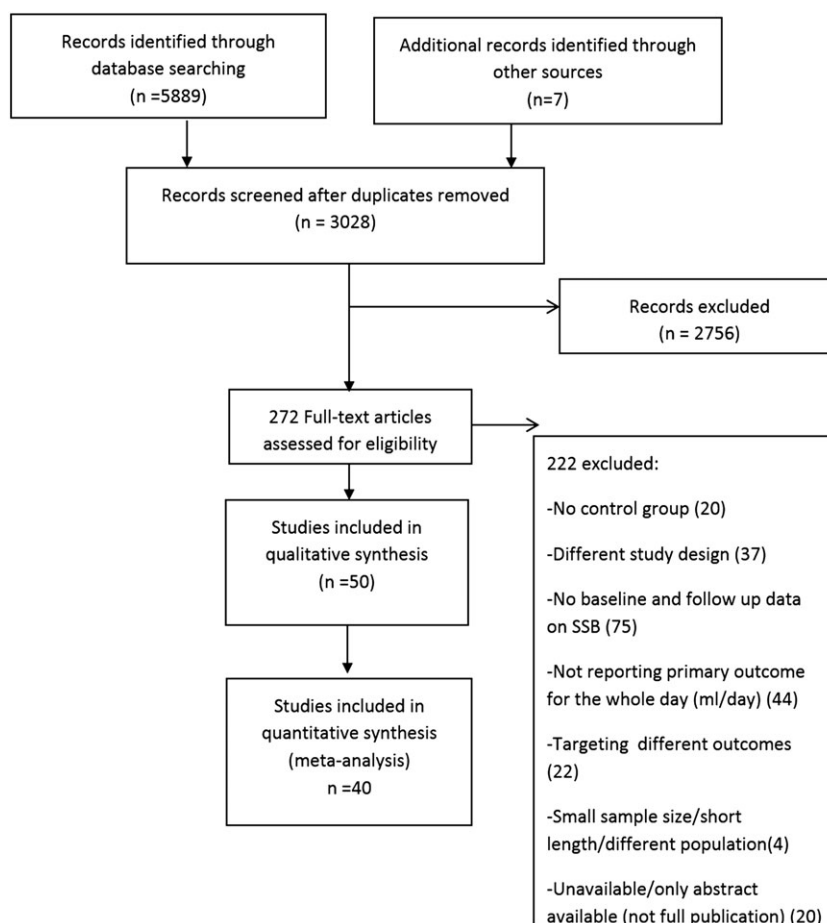 Records identified through
database searching
(n =5889)
Additional records identified through
other sources
(n=7)
Records screened after duplicates removed
(n = 3028)
Records excluded
(n = 2756)
272 Full-text articles
assessed for eligibility
222 excluded:
-No control group (20)
-Different study design (37)
-No baseline and follow up data
on SSB (75)
-Not reporting primary outcome
for the whole day (ml/day) (44)
-Targeting  different outcomes
(22)
-Small sample size/short
length/different population(4)
-Unavailable/only abstract
available (not full publication) (20)
Studies included in
qualitative synthesis
(n =50)
Studies included in
quantitative synthesis
(meta-analysis)
n =40